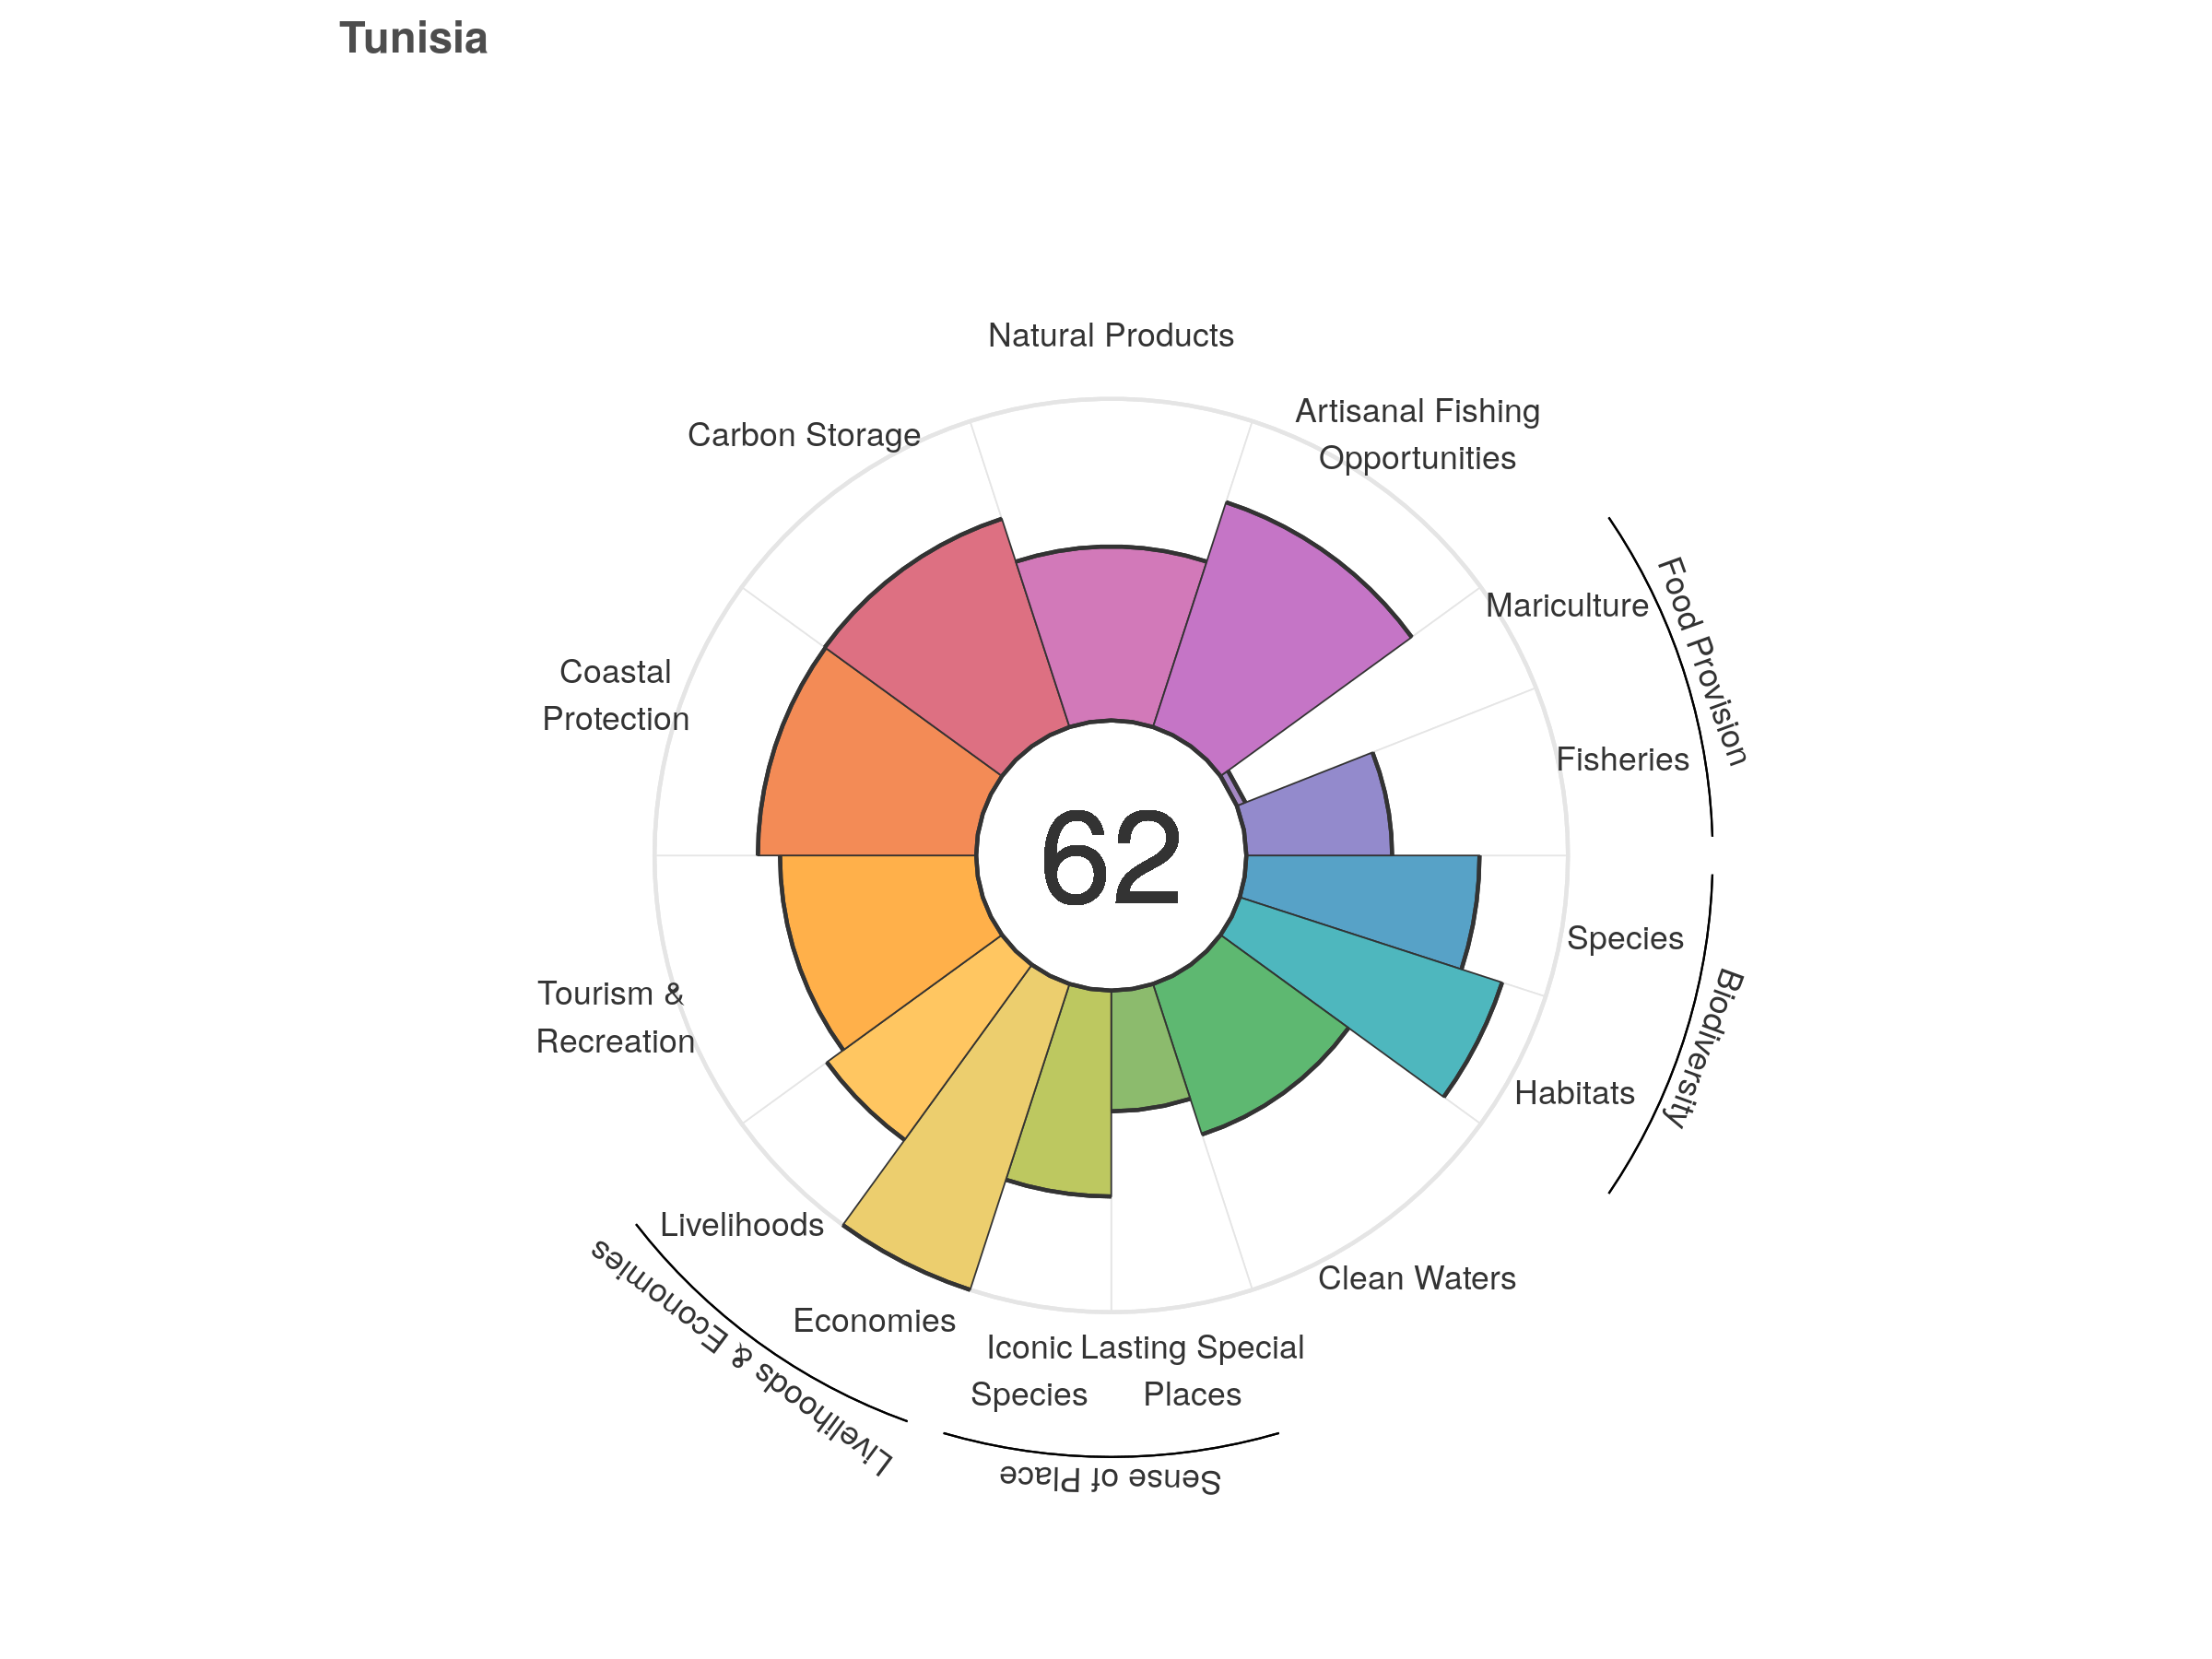 Tunisia
Natural Products
Artisanal Fishing
Opportunities
Carbon Storage
Mariculture
Food Provision
Coastal
Protection
Fisheries
62
Species
Tourism &
Recreation
Biodiversity
Habitats
Livelihoods
Clean Waters
Economies
Livelihoods & Economies
Iconic
Species
Lasting Special
Places
Sense of Place